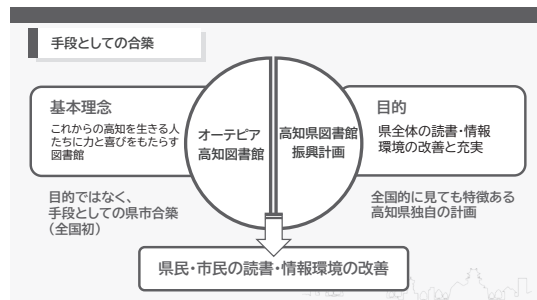 手段としての合築
基本理念
これからの高知を生きる人
たちに力と喜びをもたらす
図書館
目的ではなく、
手段としての県市合築
(全国初)
オーテピア
高知図書館
高知県図書館
振興計画
目的
県全体の読書・情報
環境の改善と充実
全国的に見ても特徴ある
高知県独自の計画
県民・市民の読書・情報環境の改善